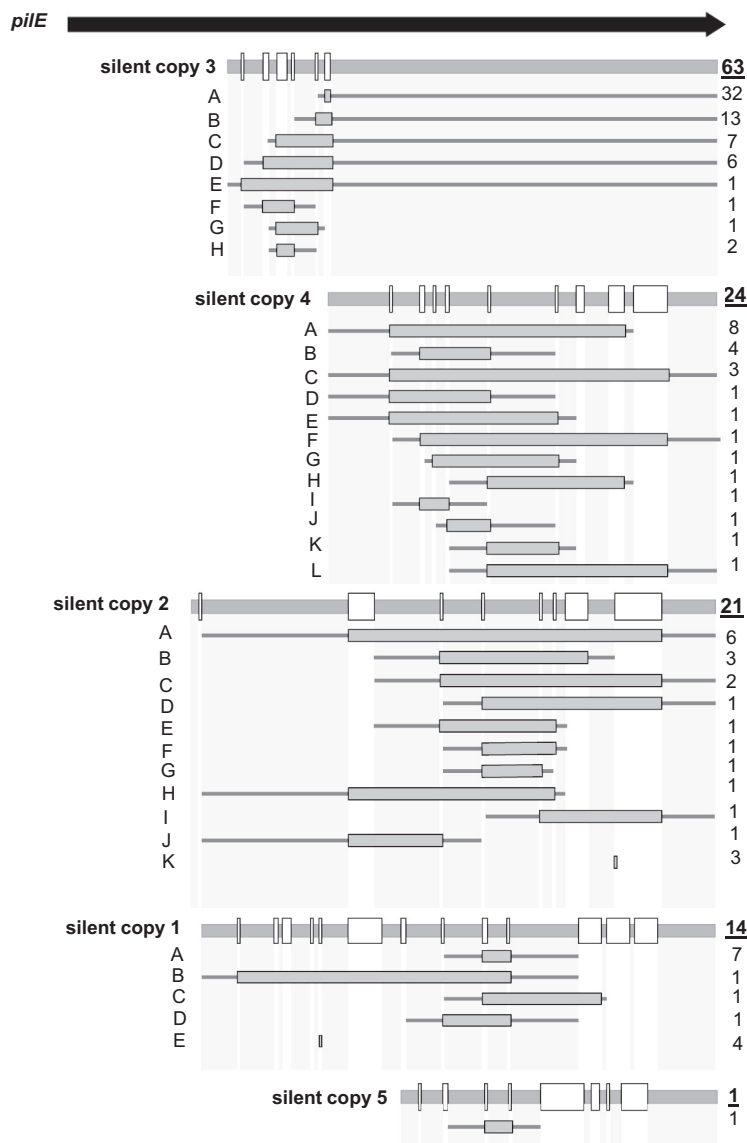 pilE
silent copy 3 63
A 32
B 13
C 7
D 6
E 1
F 1
G 1
H 2
silent copy 4 24
A 8
B 4
C 3
D 1
E 1
F 1
G 1
H 1
I 1
J 1
K 1
L 1
silent copy 2 21
A 6
B 3
C 2
D 1
E 1
F 1
G 1
H 1
I 1
J 1
K 3
silent copy 1 14
A 7
B 1
C 1
D 1
E 4
silent copy 5 1
1